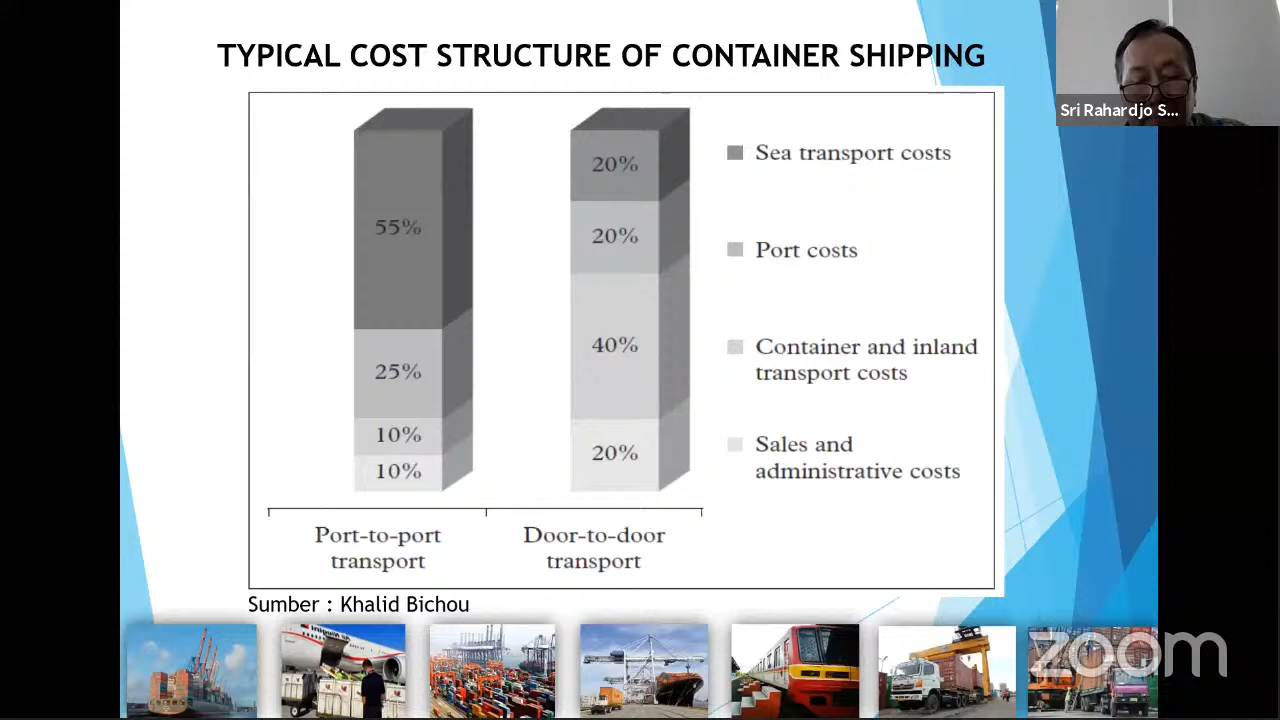 TYPICAL COST STRUCTURE OF CONTAINER SHIPPING
Sri Rahardjo S...
55%
25%
10%
10%
20%
20%
40%
20%
Sea transport costs
Port costs
Container and inland
transport costs
Sales and
administrative costs
Port-to-port
transport
Door-to-door
transport
Sumber : Khalid Bichou
zoom